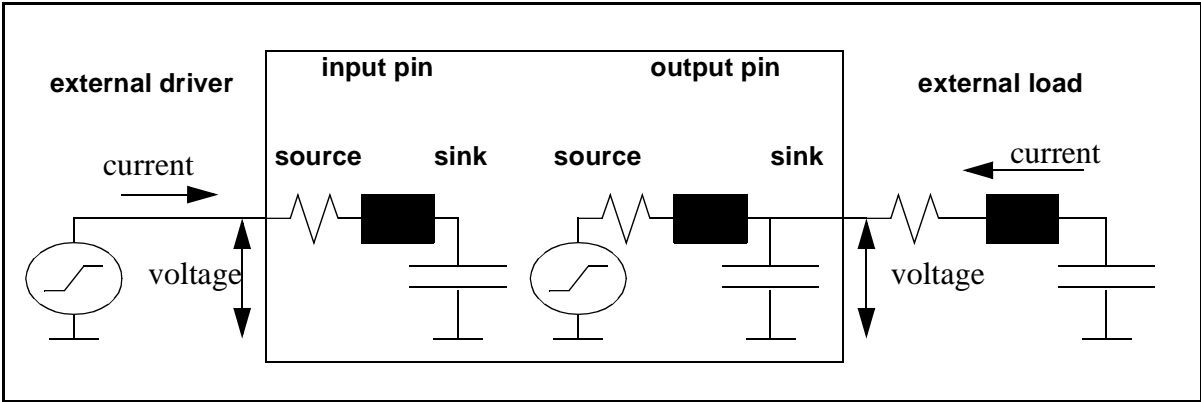 input pin
output pin
external driver
external load
current
source
sink
source
sink
current
voltage
voltage